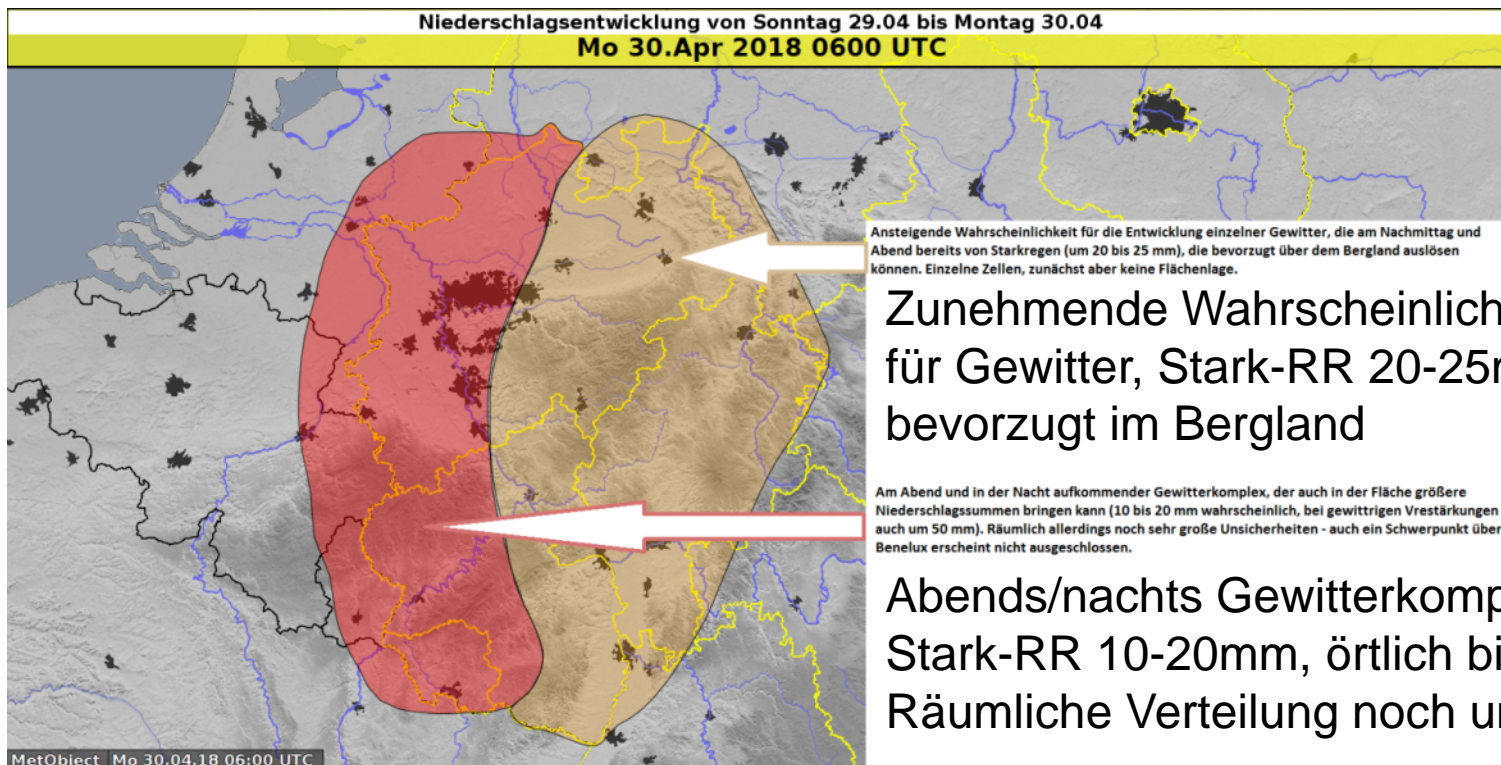 Niederschlagsentwicklung von Sonntag 29.04 bis Montag 30.04
Mo 30.Apr 2018 0600 UTC
Ansteigende Wahrscheinlichkeit für die Entwicklung einzelner Gewitter, die am Nachmittag und
Abend bereits von Starkregen (um 20 bis 25 mm), die bevorzugt über dem Bergland auslösen
können. Einzelne Zellen, zunächst aber keine Flächenlage.
Zunehmende Wahrscheinlich
für Gewitter, Stark-RR 20-25
bevorzugt im Bergland
Am Abend und in der Nacht aufkommender Gewitterkomplex, der auch in der Fläche größere
Niederschlagssummen bringen kann (10 bis 20 mm wahrscheinlich, bei gewittrigen Vrestärkungen
auch um 50 mm). Räumlich allerdings noch sehr große Unsicherheiten - auch ein Schwerpunkt über
Benelux erscheint nicht ausgeschlossen.
Abends/nachts Gewitterkomp
Stark-RR 10-20mm, örtlich bi
Räumliche Verteilung noch u
MetObject Mo 30.04.18 06:00 UTC